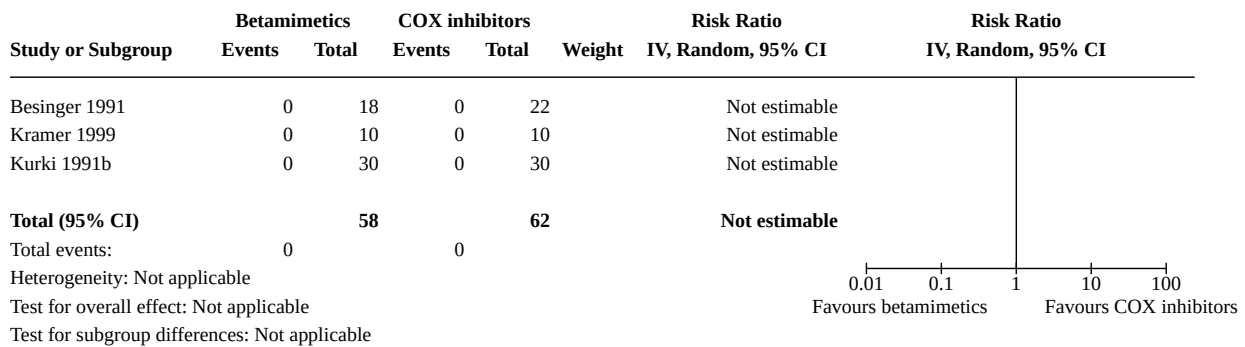 Betamimetics COX inhibitors Risk Ratio Risk Ratio
Study or Subgroup Events Total Events Total Weight IV, Random, 95% CI IV, Random, 95% CI
Besinger 1991 0 18 0 22 Not estimable
Kramer 1999 0 10 0 10 Not estimable
Kurki 1991b 0 30 0 30 Not estimable
Total (95% CI) 58 62 Not estimable
Total events: 0 0
Heterogeneity: Not applicable
0.01 0.1 1 10 100
Test for overall effect: Not applicable Favours betamimetics Favours COX inhibitors
Test for subgroup differences: Not applicable